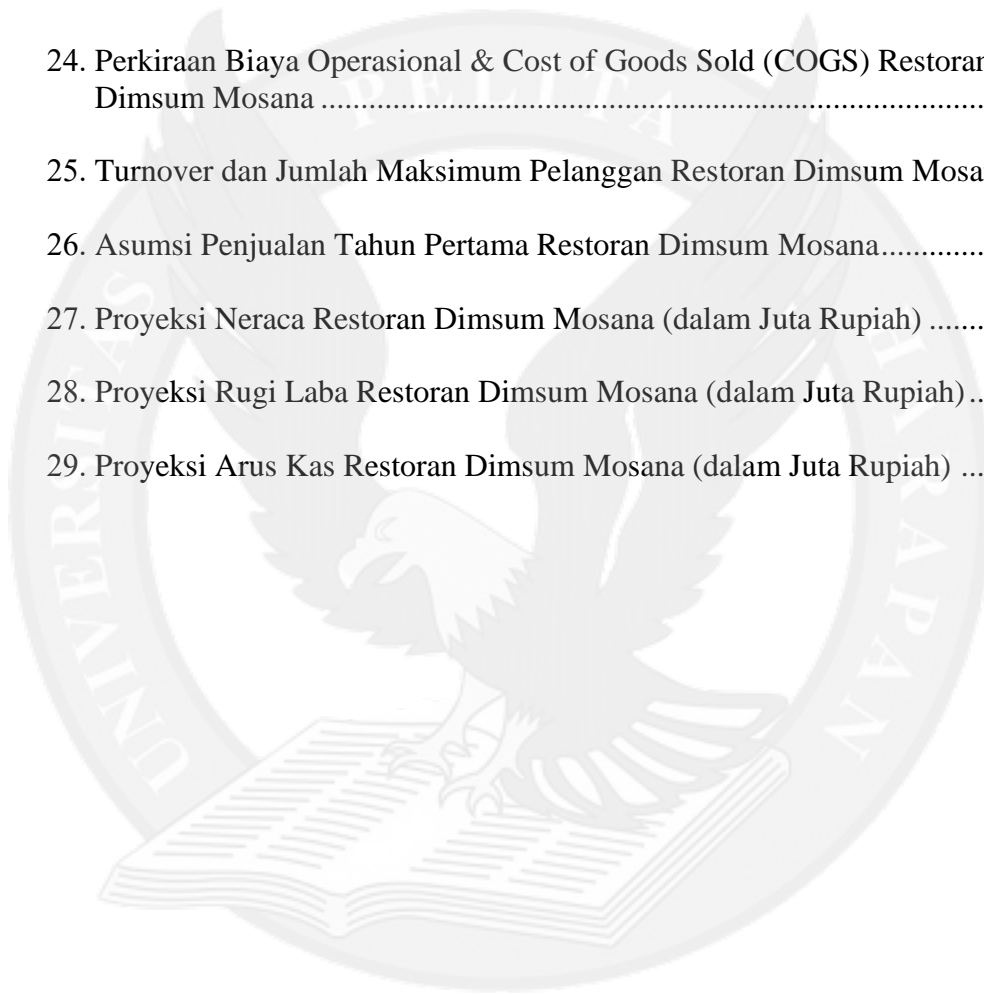 24. Perkiraan Biaya Operasional & Cost of Goods Sold (COGS) Restoran
Dimsum Mosana ................................................................................
25. Turnover dan Jumlah Maksimum Pelanggan Restoran Dimsum Mosa
26. Asumsi Penjualan Tahun Pertama Restoran Dimsum Mosana.............
27. Proyeksi Neraca Restoran Dimsum Mosana (dalam Juta Rupiah) .......
28. Proyeksi Rugi Laba Restoran Dimsum Mosana (dalam Juta Rupiah)..
29. Proyeksi Arus Kas Restoran Dimsum Mosana (dalam Juta Rupiah) ...
UNIVERSITAS PELITA HARAPAN